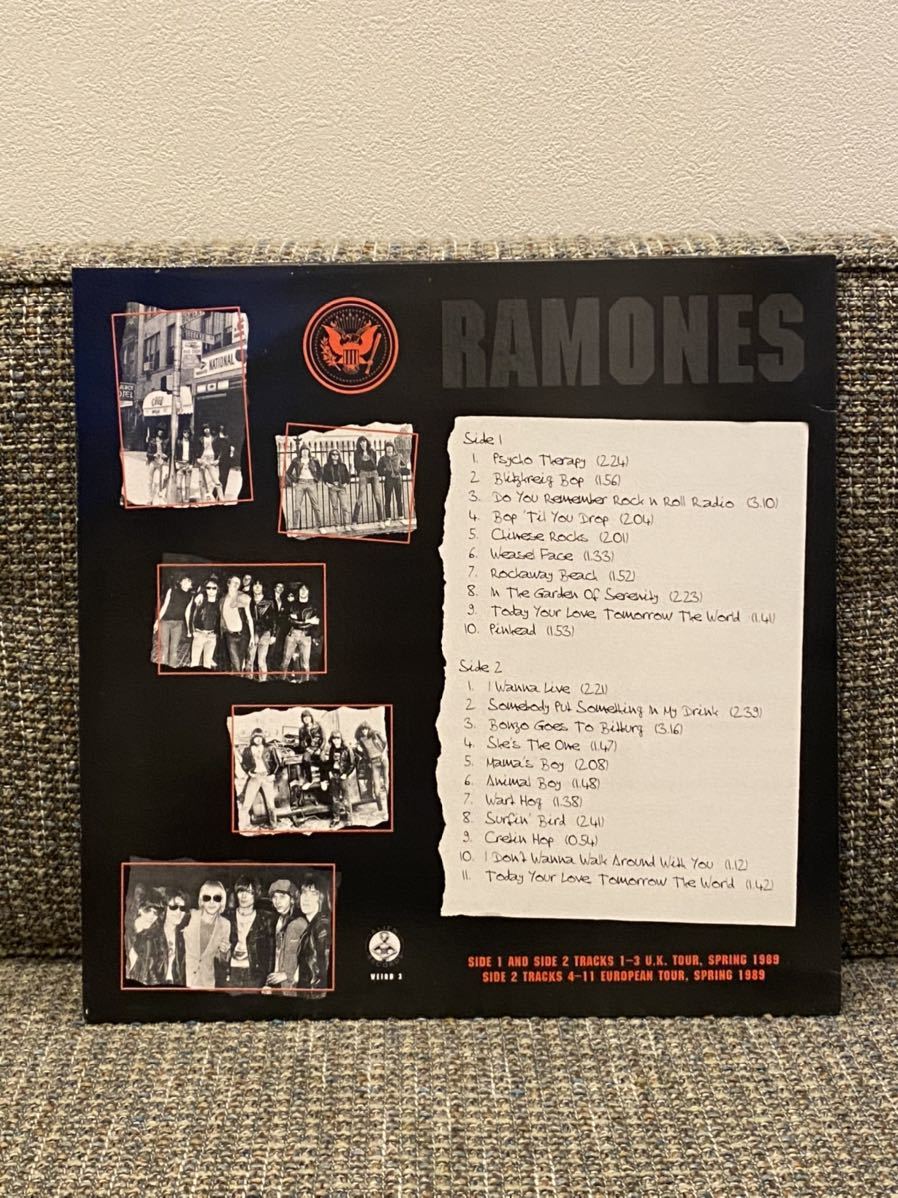 RAMONES
NATIONAL
Side 1
1. Psycho Therapy (2.24)
2. Blitzkreig Bop (1.56)
3. Do You Remember Rock n Roll Radio (3.10)
4. Bop 'Til You Drop (2.04)
5. Chinese Rocks (2.01)
6. Weasel Face (1.33)
7. Rockaway Beach (1.52)
8. In The Garden Of Serenity (2.23)
9. Today Your Love, Tomorrow The World (1.41)
10. Pinhead (1.53)
Side 2
1. I Wanna Live (2.21)
2. Somebody Put Something In My Drink (2.39)
3. Bonzo Goes To Bitburg (3.16)
4. She's The One (1.47)
5. Mama's Boy (2.08)
6. Animal Boy (1.48)
7. Wart Hog (1.38)
8. Surfin' Bird (2.41)
9. Cretin Hop (0.54)
10. I Don't Wanna Walk Around With You (1.12)
11. Today Your Love, Tomorrow The World (1.42)
WEIRD 3
SIDE 1 AND SIDE 2 TRACKS 1-3 U.K. TOUR, SPRING 1989
SIDE 2 TRACKS 4-11 EUROPEAN TOUR, SPRING 1989